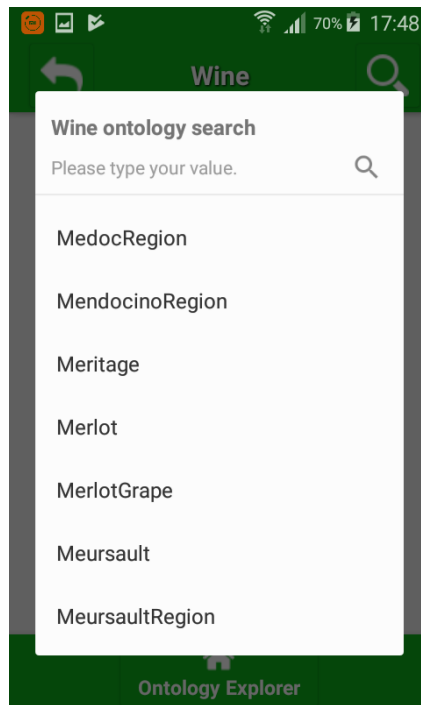 70% 17:48
Wine
Wine ontology search
Please type your value.
MedocRegion
MendocinoRegion
Meritage
Merlot
MerlotGrape
Meursault
MeursaultRegion
Ontology Explorer